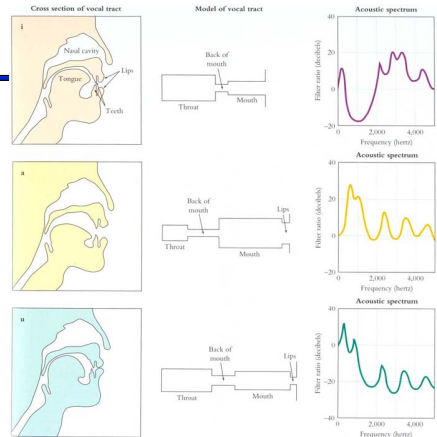 Cross section of vocal tract
Model of vocal tract
Acoustic spectrum
i
Nasal cavity
Tongue
Lips
Teeth
Back of
mouth
Throat
Mouth
Filter ratio (decibels)
40
20
0
−20
0
2,000
4,000
Frequency (hertz)
a
Back of
mouth
Lips
Throat
Mouth
Acoustic spectrum
Filter ratio (decibels)
40
20
0
−20
0
2,000
4,000
Frequency (hertz)
u
Back of
mouth
Lips
Throat
Mouth
Acoustic spectrum
Filter ratio (decibels)
40
20
0
−20
−40
0
2,000
4,000
Frequency (hertz)